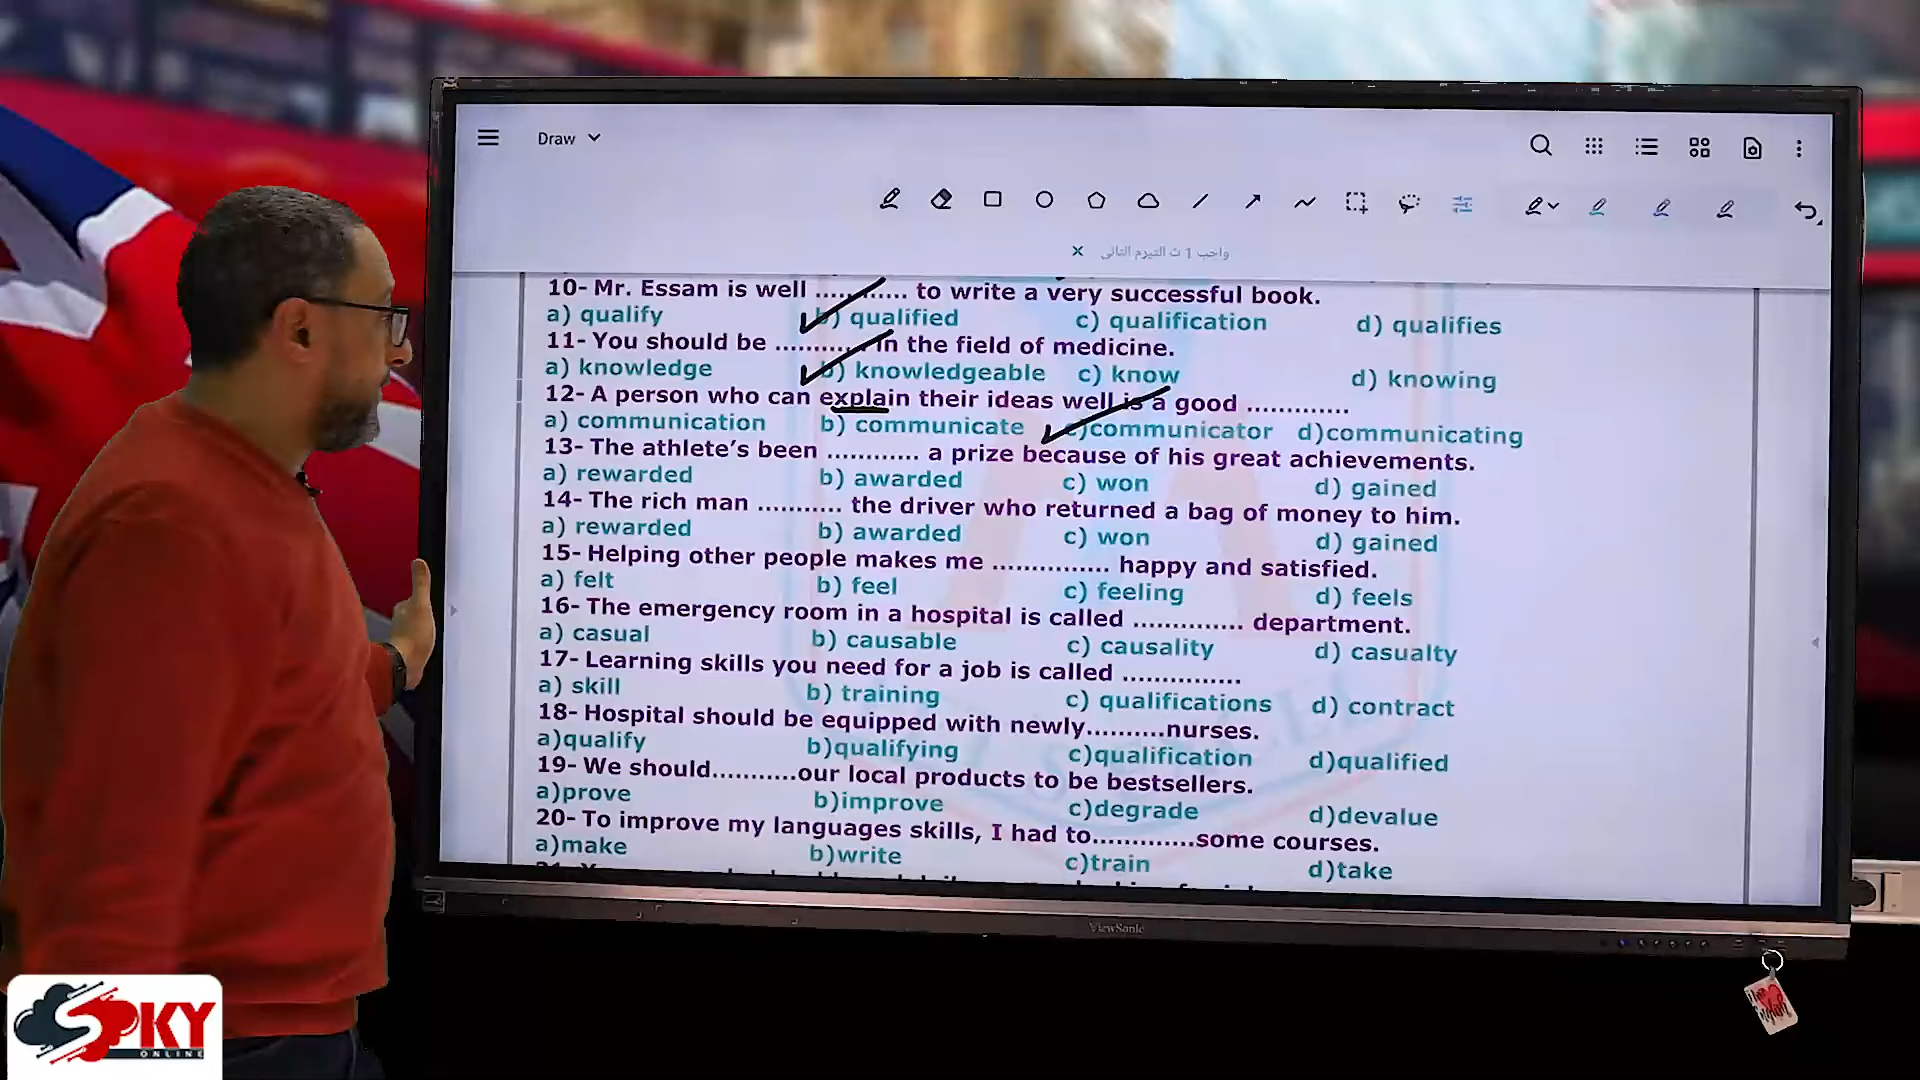 Draw
واجب 1 ث التيرم التالى
10- Mr. Essam is well ............ to write a very successful book.
a) qualify b) qualified c) qualification d) qualifies
11- You should be ........... in the field of medicine.
a) knowledge b) knowledgeable c) know d) knowing
12- A person who can explain their ideas well is a good .............
a) communication b) communicate c)communicator d)communicating
13- The athlete's been ............ a prize because of his great achievements.
a) rewarded b) awarded c) won d) gained
14- The rich man ........... the driver who returned a bag of money to him.
a) rewarded b) awarded c) won d) gained
15- Helping other people makes me ............... happy and satisfied.
a) felt b) feel c) feeling d) feels
16- The emergency room in a hospital is called .............. department.
a) casual b) causable c) causality d) casualty
17- Learning skills you need for a job is called ...............
a) skill b) training c) qualifications d) contract
18- Hospital should be equipped with newly..........nurses.
a)qualify b)qualifying c)qualification d)qualified
19- We should...........our local products to be bestsellers.
a)prove b)improve c)degrade d)devalue
20- To improve my languages skills, I had to.............some courses.
a)make b)write c)train d)take
ViewSonic
SPKY
ONLINE